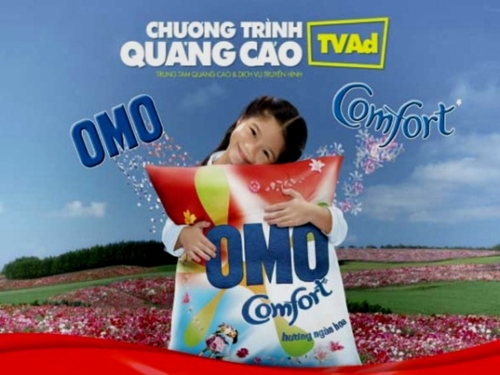 CHƯƠNG TRÌNH
QUẢNG CÁO
TVAd
TRUNG TÂM QUẢNG CÁO & DỊCH VỤ TRUYỀN HÌNH
OMO
Comfort
OMO
Comfort
hương ngàn hoa